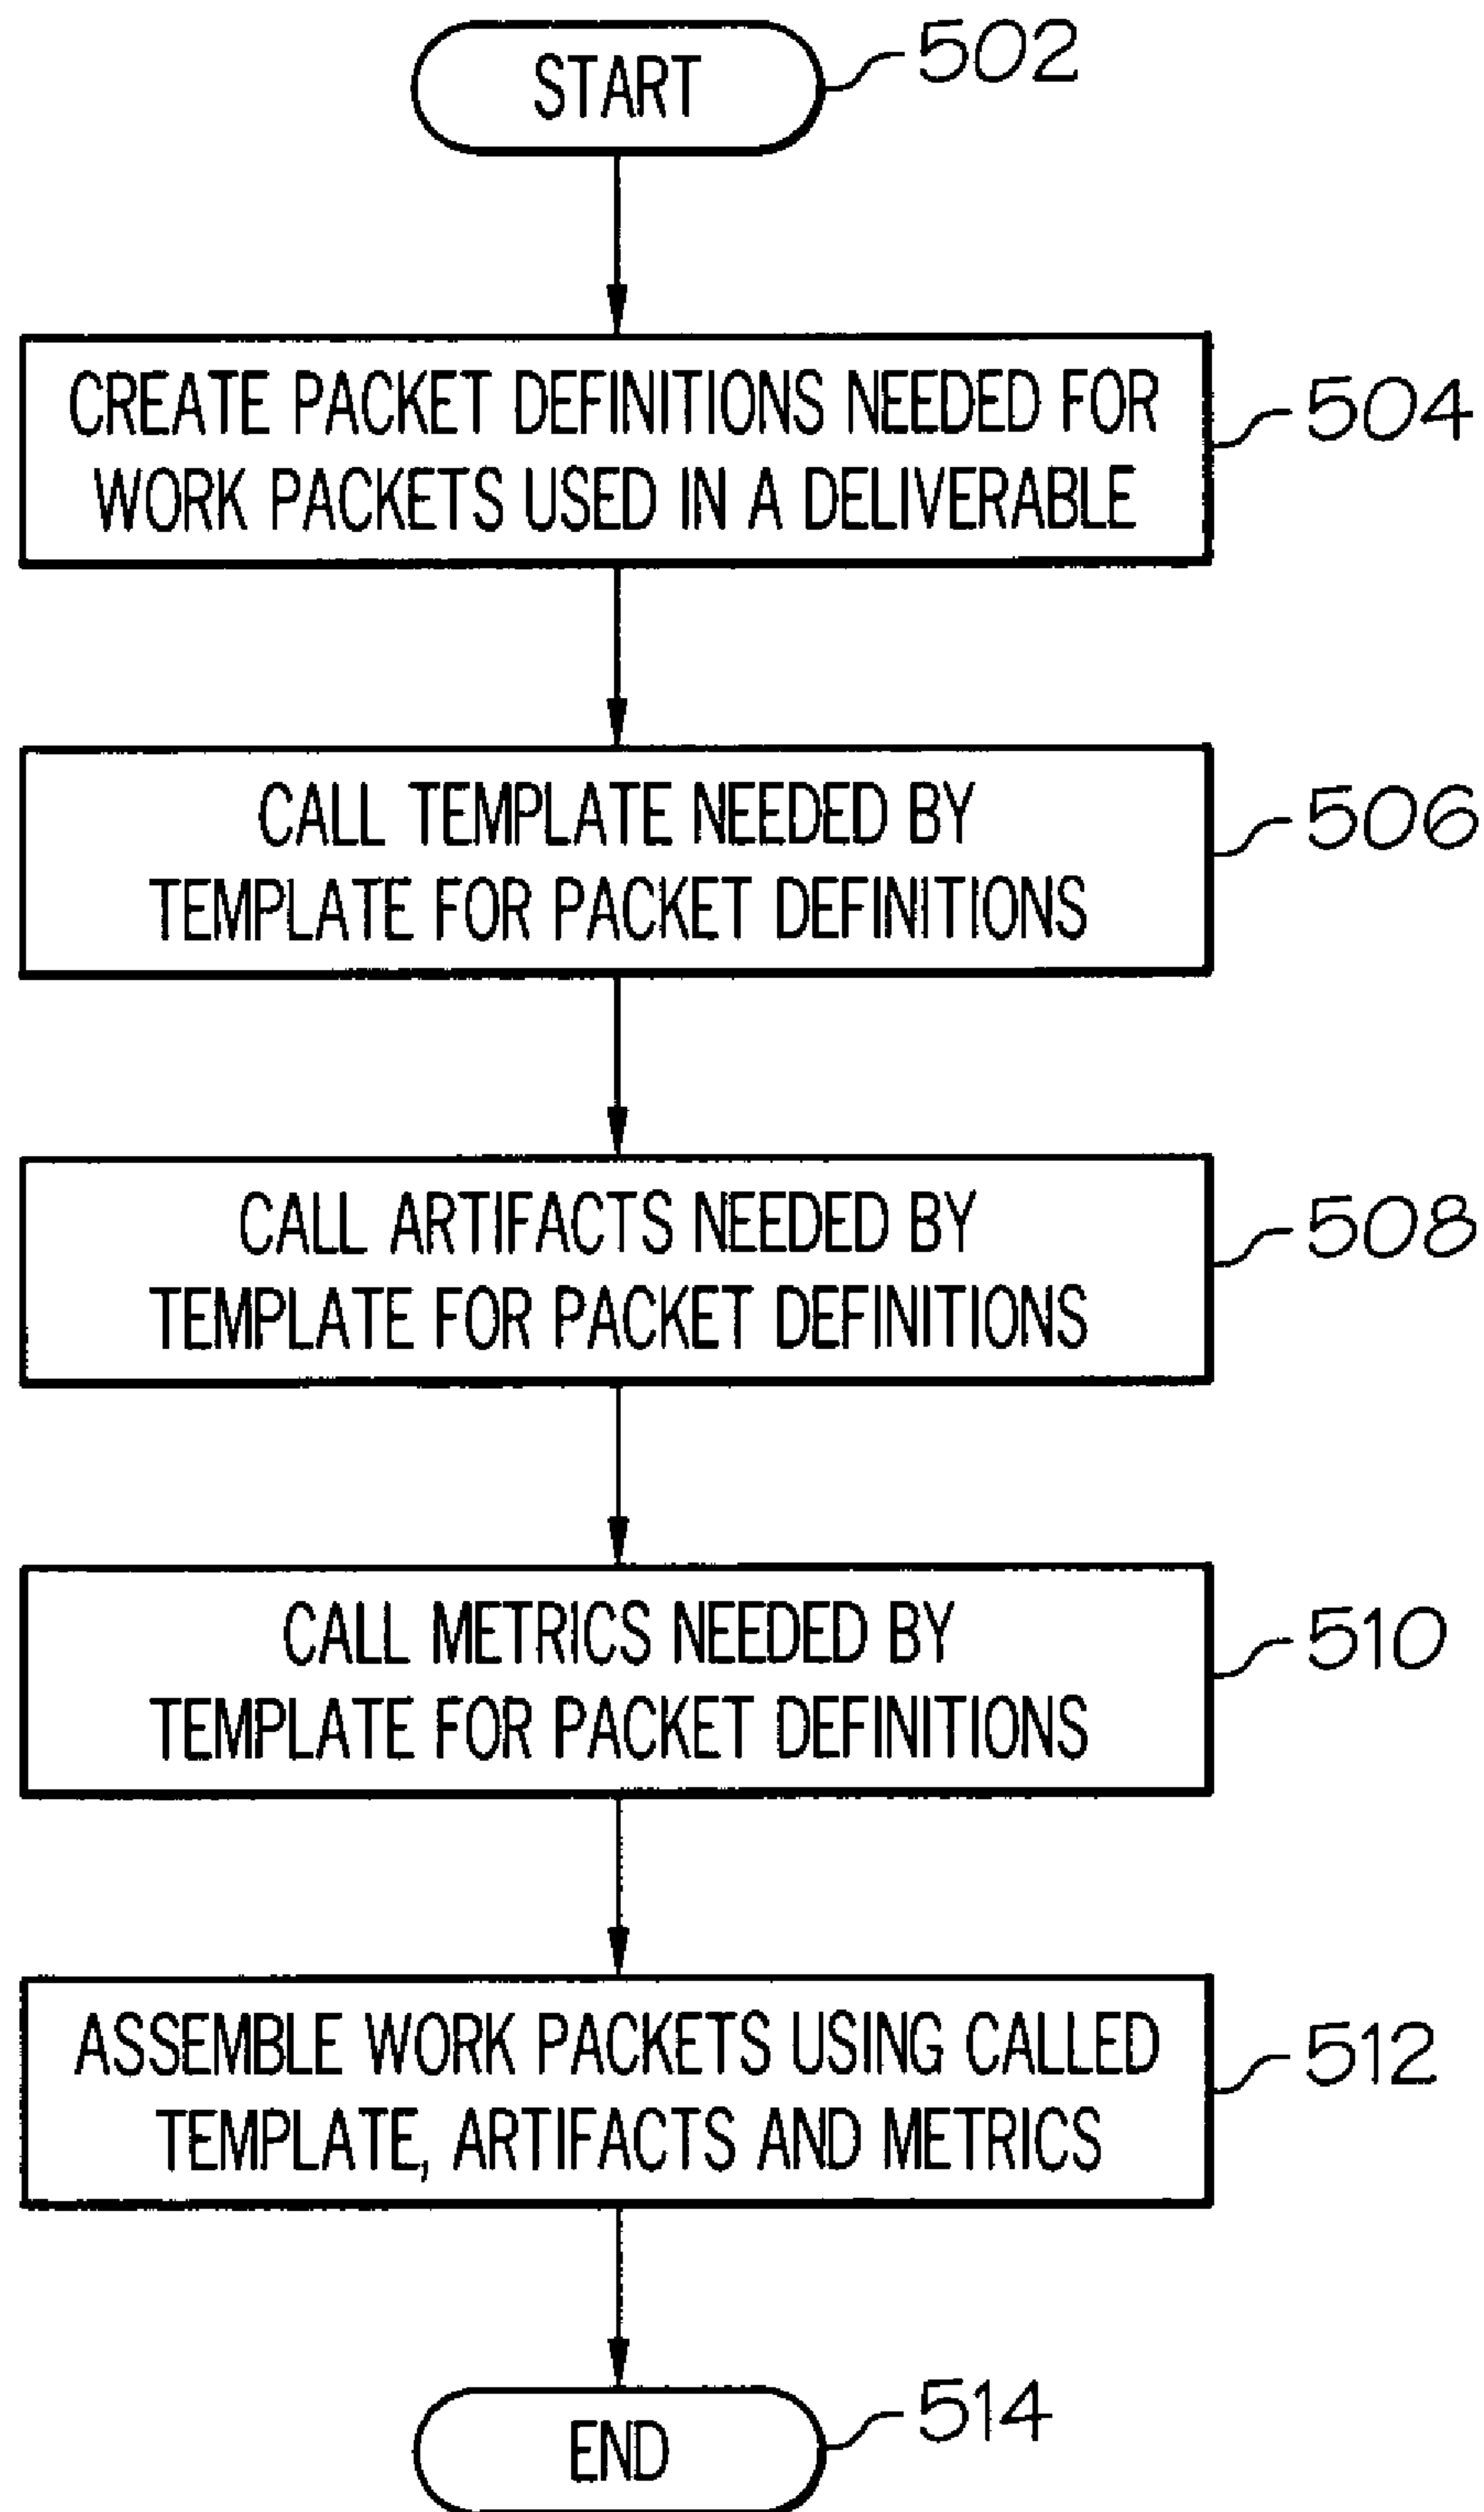 START
502
CREATE PACKET DEFINITIONS NEEDED FOR
WORK PACKETS USED IN A DELIVERABLE
504
CALL TEMPLATE NEEDED BY
TEMPLATE FOR PACKET DEFINITIONS
506
CALL ARTIFACTS NEEDED BY
TEMPLATE FOR PACKET DEFINITIONS
508
CALL METRICS NEEDED BY
TEMPLATE FOR PACKET DEFINITIONS
510
ASSEMBLE WORK PACKETS USING CALLED
TEMPLATE, ARTIFACTS AND METRICS
512
END
514